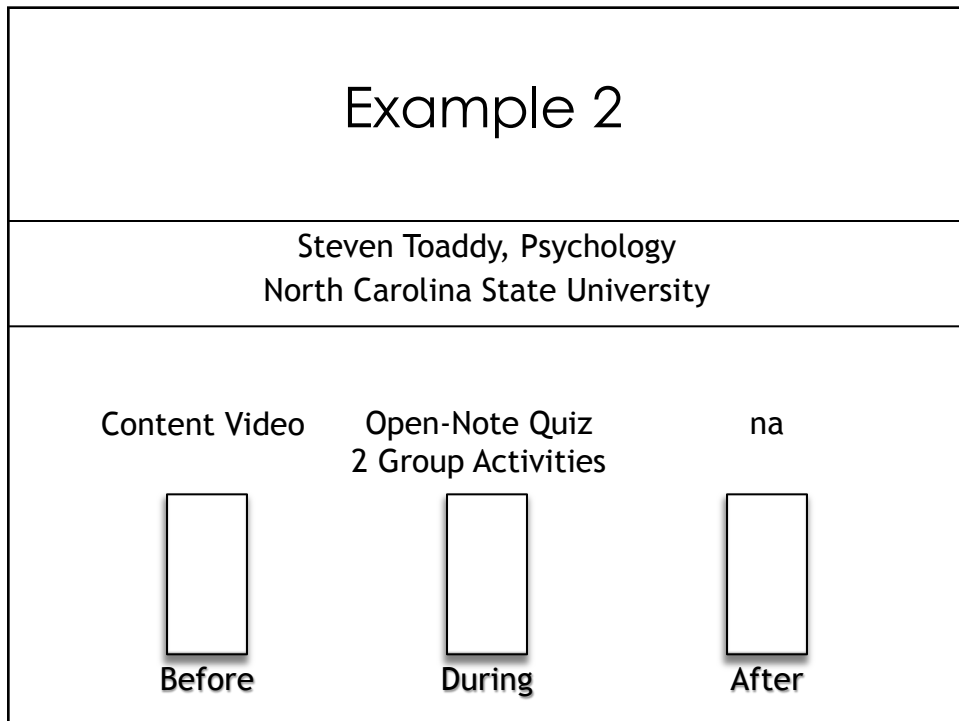 Example 2
Steven Toaddy, Psychology
North Carolina State University
Content Video
Open-Note Quiz
2 Group Activities
na
Before
During
After